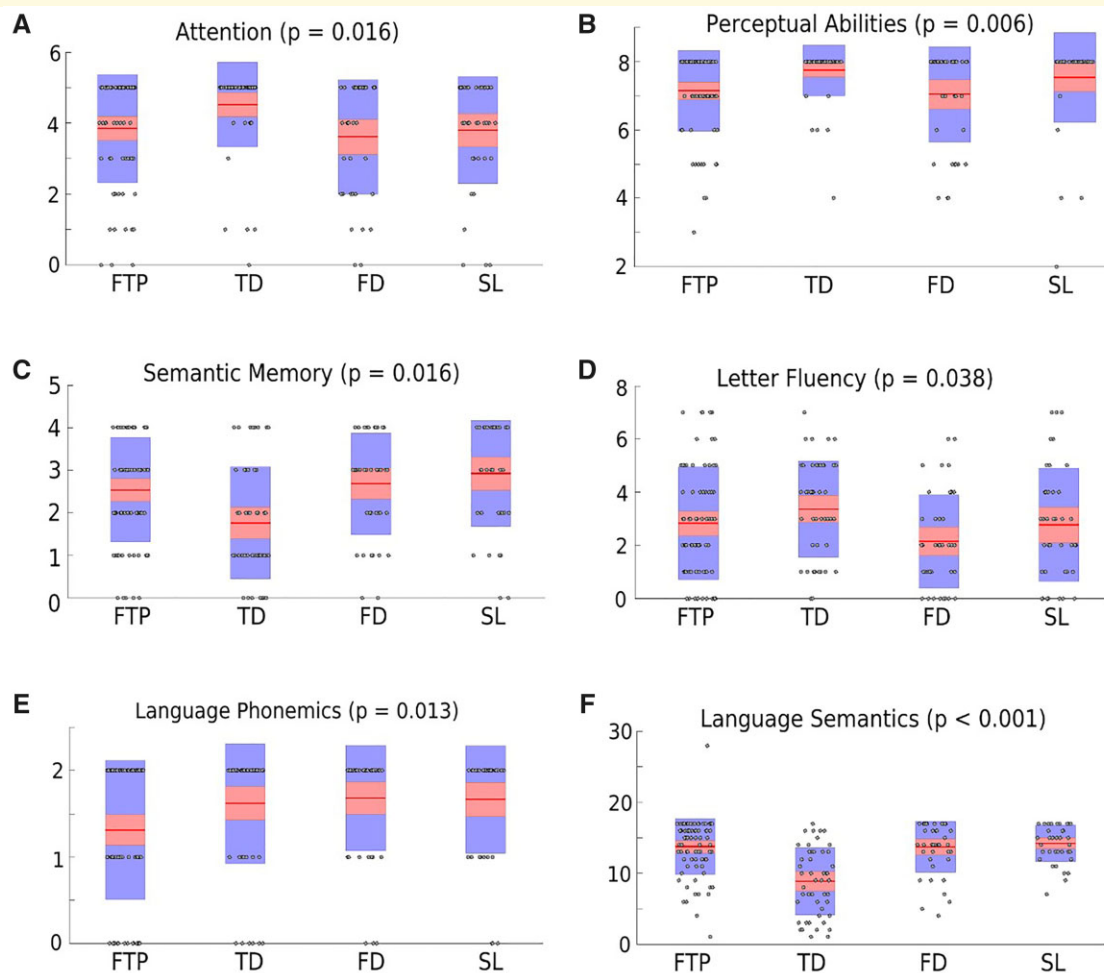 A
Attention (p = 0.016)
6
4
2
0
FTP TD FD SL
B
Perceptual Abilities (p = 0.006)
8
6
4
2
FTP TD FD SL
C
Semantic Memory (p = 0.016)
5
4
3
2
1
0
FTP TD FD SL
D
Letter Fluency (p = 0.038)
8
6
4
2
0
FTP TD FD SL
E
Language Phonemics (p = 0.013)
2
1
0
FTP TD FD SL
F
Language Semantics (p < 0.001)
30
20
10
0
FTP TD FD SL